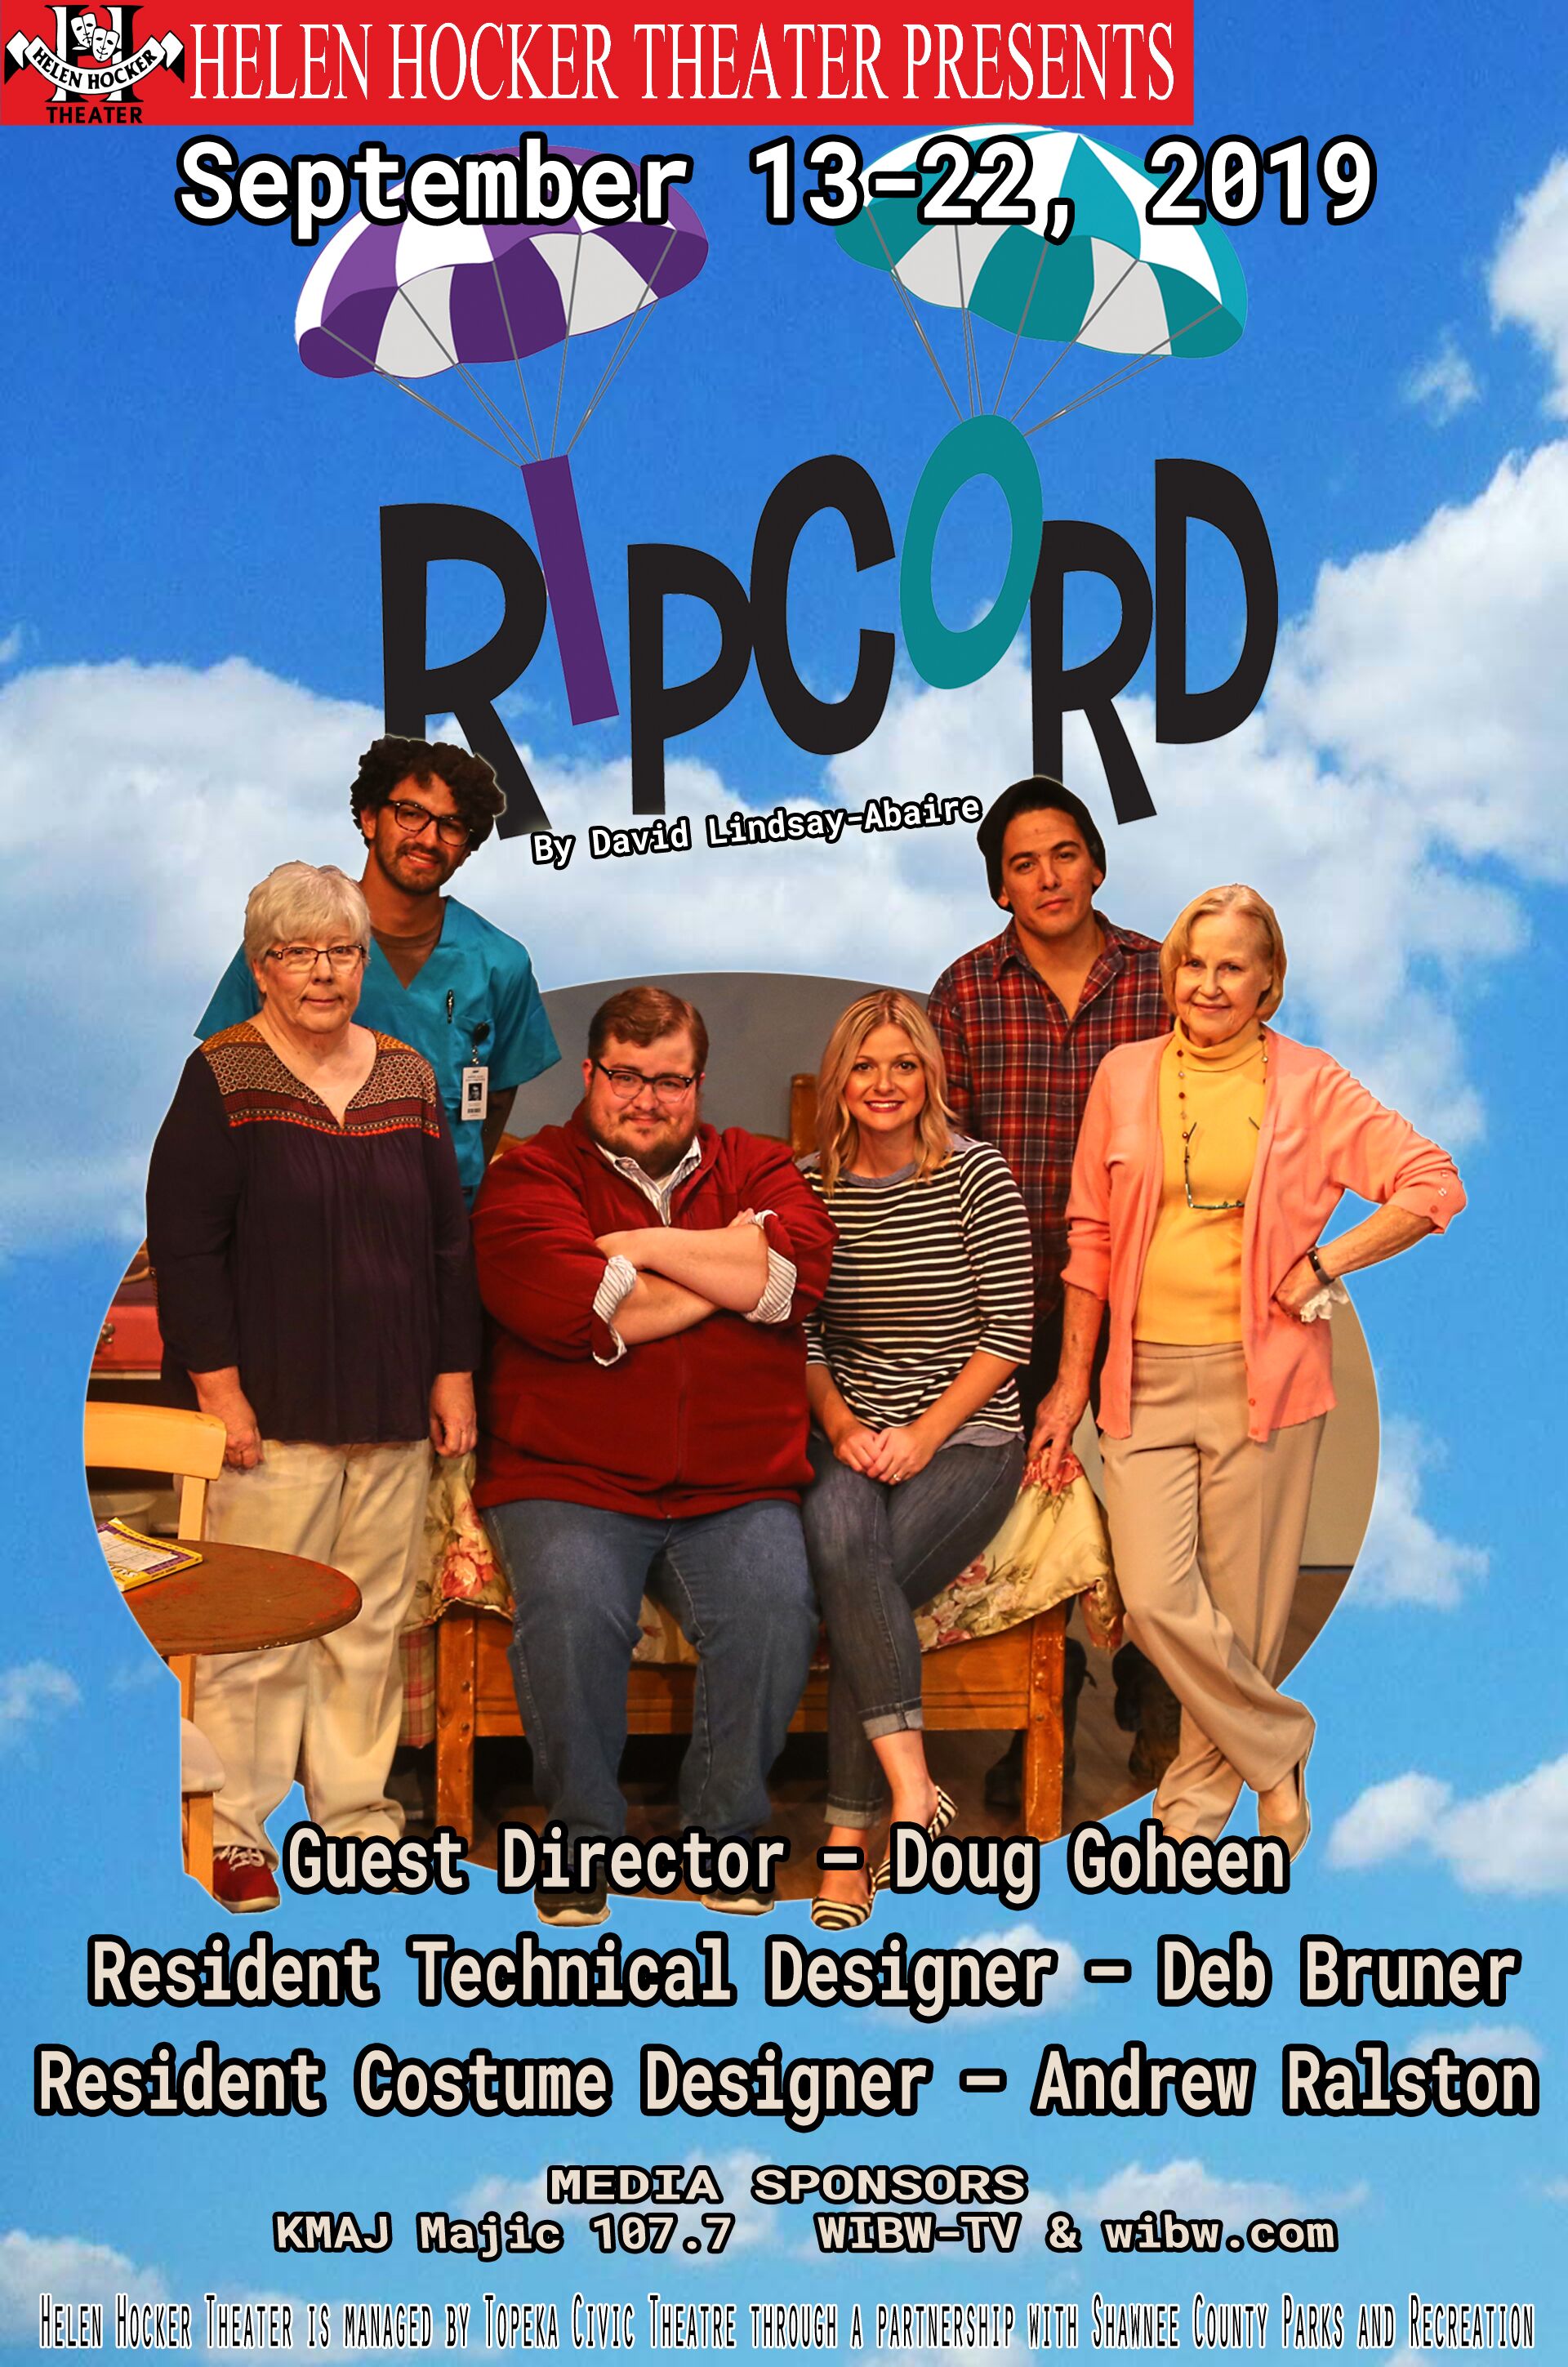 HELEN HOCKER
THEATER
HELEN HOCKER THEATER PRESENTS
September 13-22, 2019
RIPCORD
By David Lindsay-Abaire
Guest Director - Doug Goheen
Resident Technical Designer - Deb Bruner
Resident Costume Designer - Andrew Ralston
MEDIA SPONSORS
KMAJ Majic 107.7 WIBW-TV & wibw.com
HELEN HOCKER THEATER IS MANAGED BY TOPEKA CIVIC THEATRE THROUGH A PARTNERSHIP WITH SHAWNEE COUNTY PARKS AND RECREATION